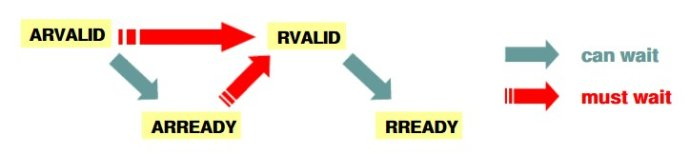 ARVALID
RVALID
can wait
must wait
ARREADY
RREADY